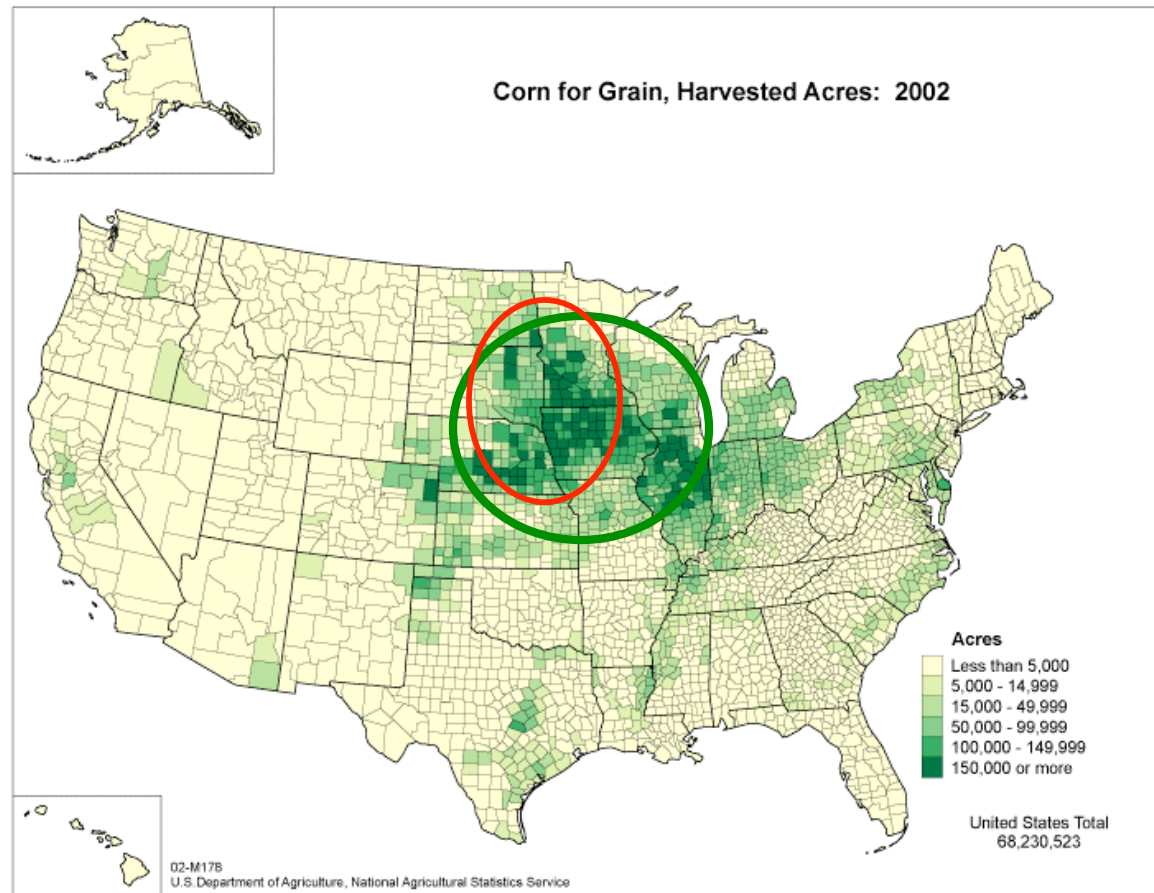 Corn for Grain, Harvested Acres: 2002
Acres
Less than 5,000
5,000 - 14,999
15,000 - 49,999
50,000 - 99,999
100,000 - 149,999
150,000 or more
United States Total
68,230,523
02-M178
U.S.Department of Agriculture, National Agricultural Statistics Service